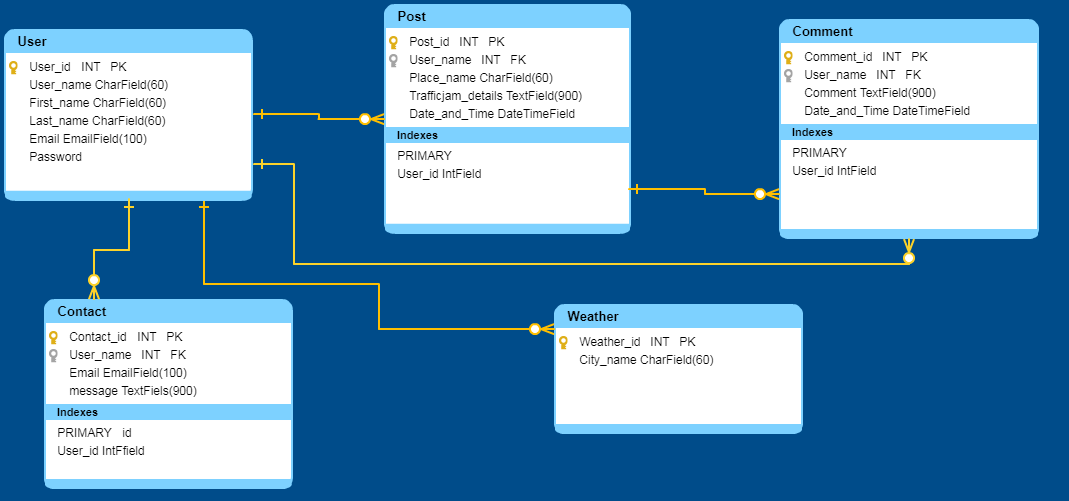 User
User_id INT PK
User_name CharField(60)
First_name CharField(60)
Last_name CharField(60)
Email EmailField(100)
Password
Post
Post_id INT PK
User_name INT FK
Place_name CharField(60)
Trafficjam_details TextField(900)
Date_and_Time DateTimeField
Indexes
PRIMARY
User_id IntField
Comment
Comment_id INT PK
User_name INT FK
Comment TextField(900)
Date_and_Time DateTimeField
Indexes
PRIMARY
User_id IntField
Contact
Contact_id INT PK
User_name INT FK
Email EmailField(100)
message TextFiels(900)
Indexes
PRIMARY id
User_id IntFfield
Weather
Weather_id INT PK
City_name CharField(60)